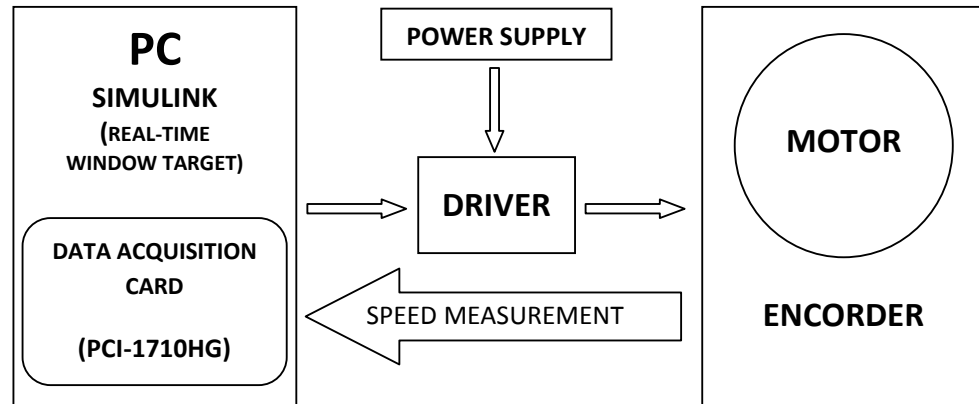 PC
SIMULINK
(REAL-TIME
WINDOW TARGET)
DATA ACQUISITION
CARD
(PCI-1710HG)
POWER SUPPLY
DRIVER
SPEED MEASUREMENT
MOTOR
ENCORDER